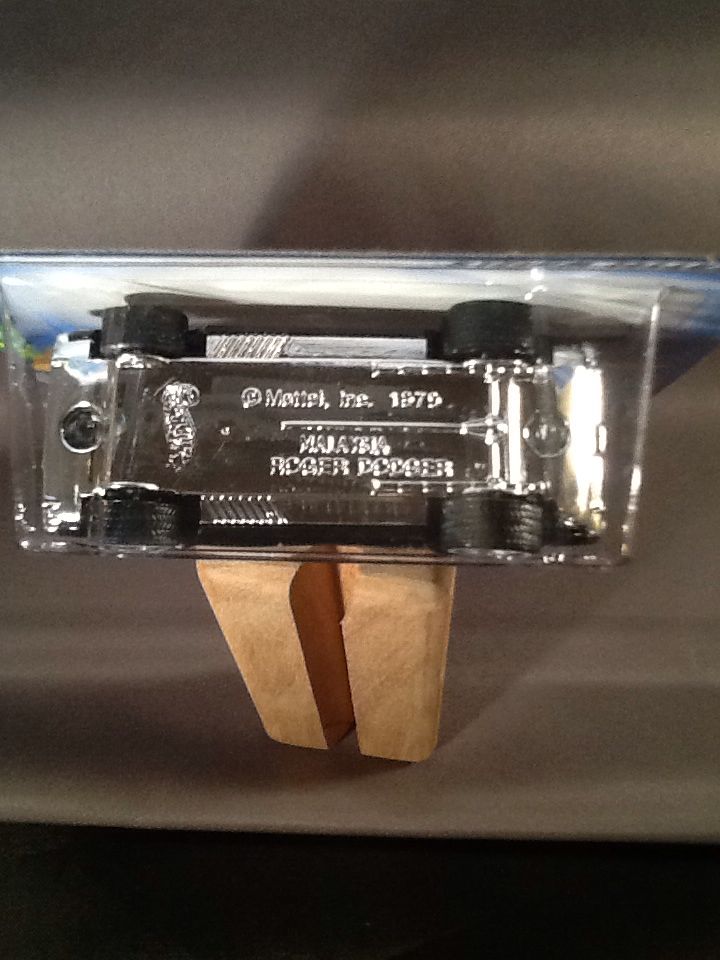 © Mattel, Inc. 1979
MALAYSIA
ROGER DODGER